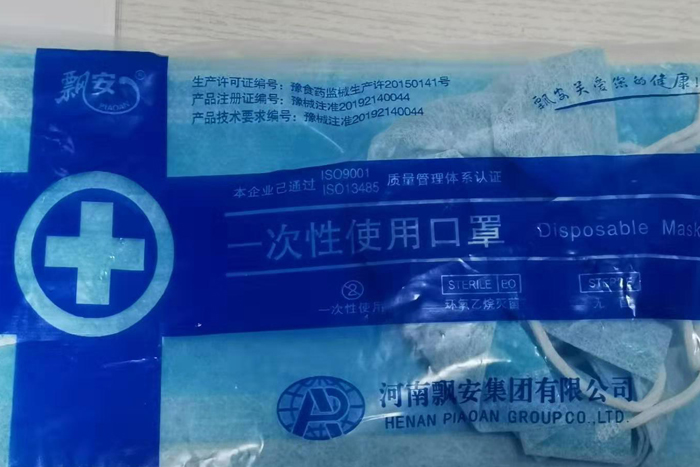 飘安
PIAOAN
生产许可证编号：豫食药监械生产许20150141号
产品注册证编号：豫械注准20192140044
产品技术要求编号：豫械注准20192140044
飘安关爱您的健康!
本企业已通过 ISO9001 ISO13485 质量管理体系认证
一次性使用口罩 Disposable Mask
STERILE EO
一次性使用
环氧乙烷灭菌
无
河南飘安集团有限公司
HENAN PIAOAN GROUP CO.,LTD.